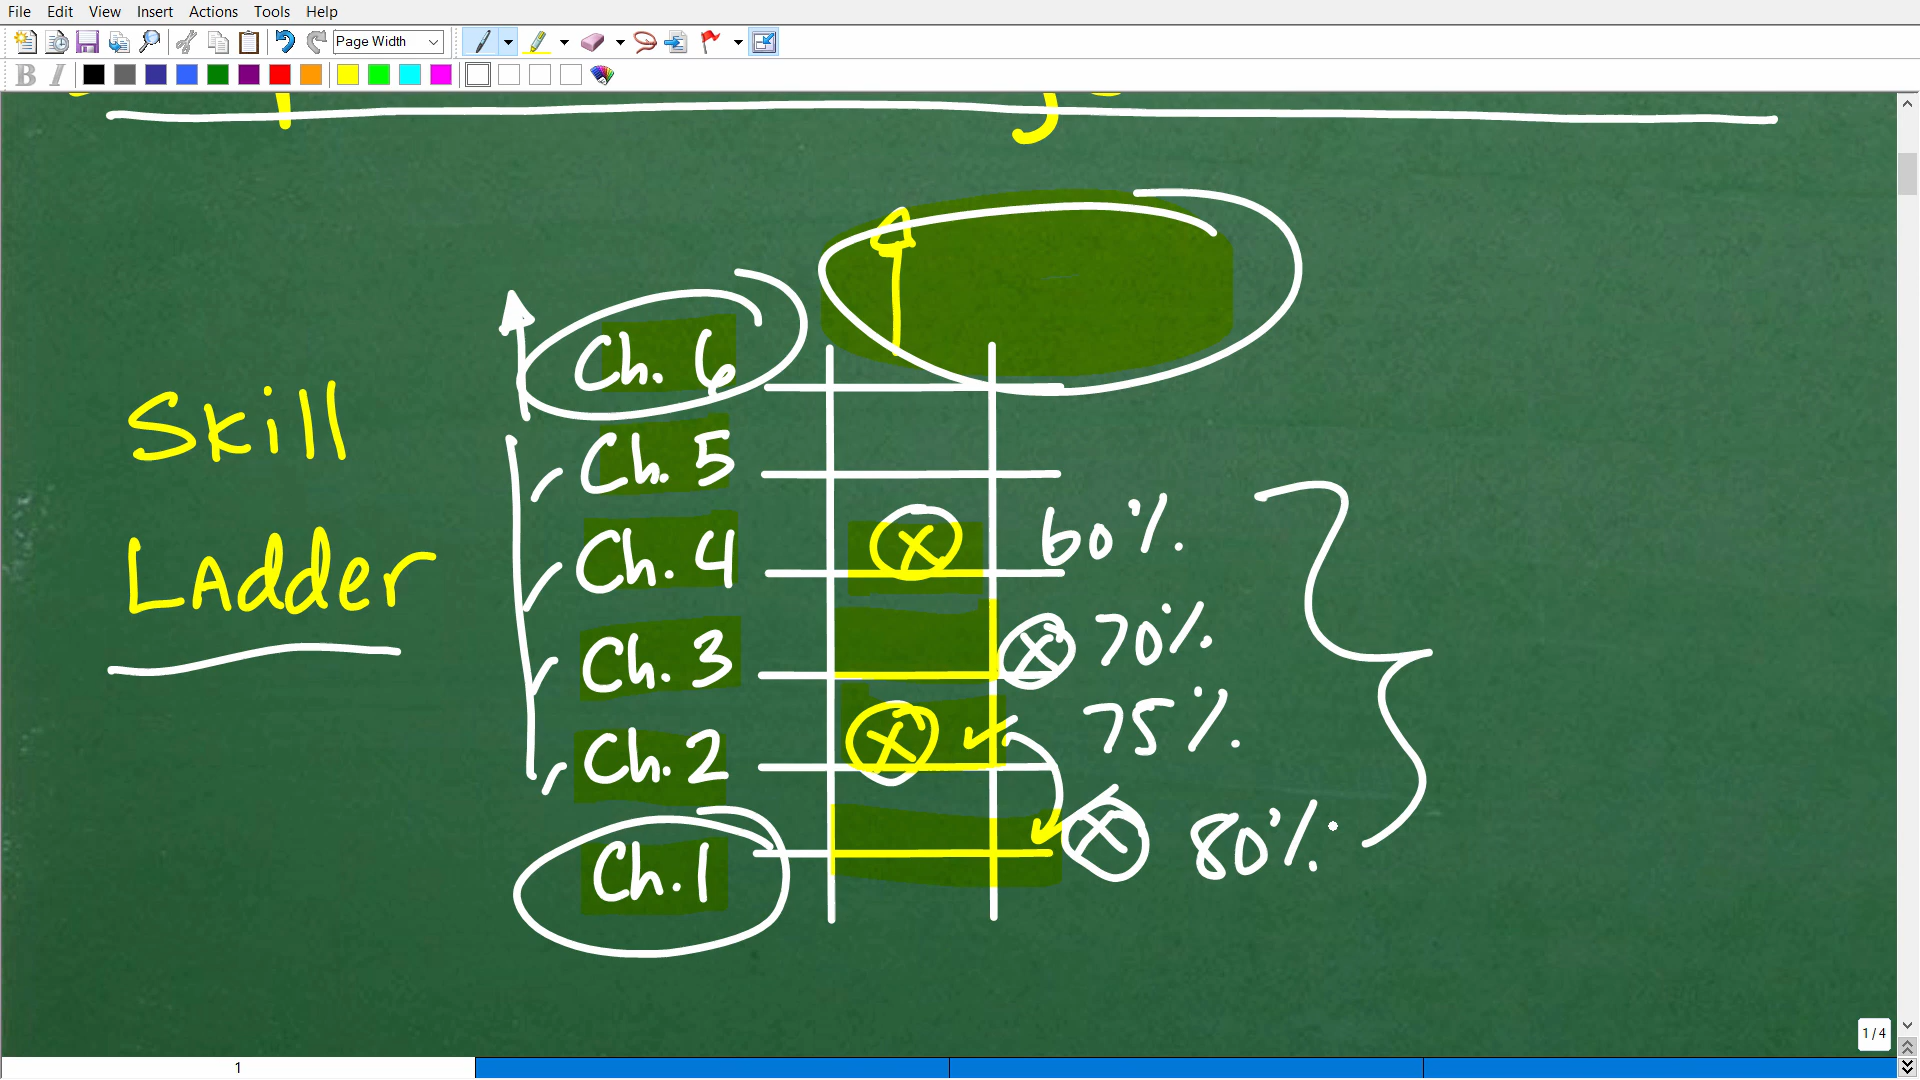 File Edit View Insert Actions Tools Help
Page Width
B I
Ch. 6
Skill
Ch. 5
Ch. 4 60%
Ladder
Ch. 3 70%
Ch. 2 75%
Ch. 1 80%
1 / 4
1